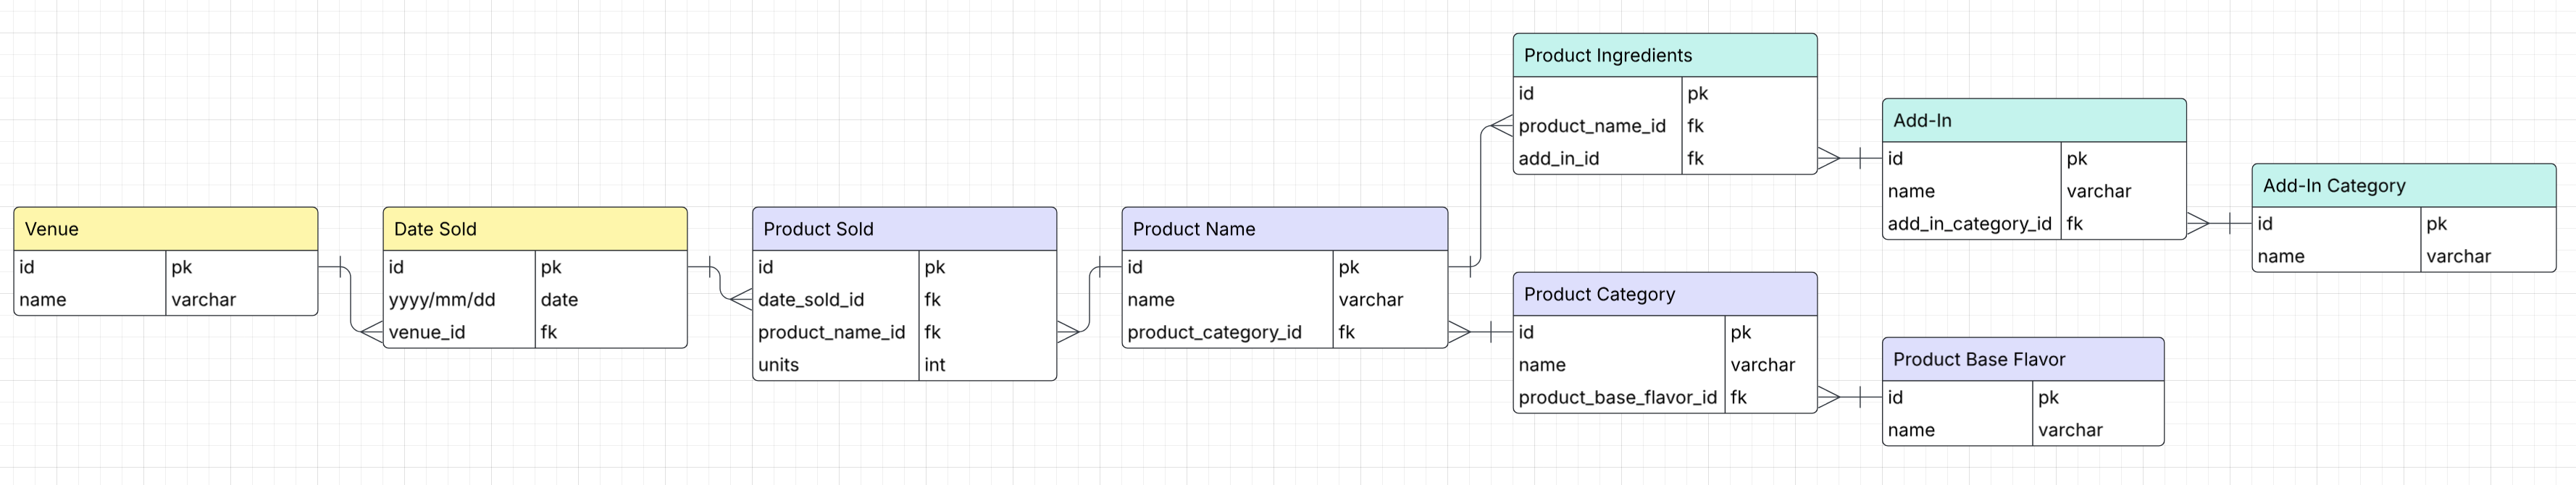 Venue
id pk
name varchar
Date Sold
id pk
yyyy/mm/dd date
venue_id fk
Product Sold
id pk
date_sold_id fk
product_name_id fk
units int
Product Name
id pk
name varchar
product_category_id fk
Product Ingredients
id pk
product_name_id fk
add_in_id fk
Product Category
id pk
name varchar
product_base_flavor_id fk
Add-In
id pk
name varchar
add_in_category_id fk
Product Base Flavor
id pk
name varchar
Add-In Category
id pk
name varchar